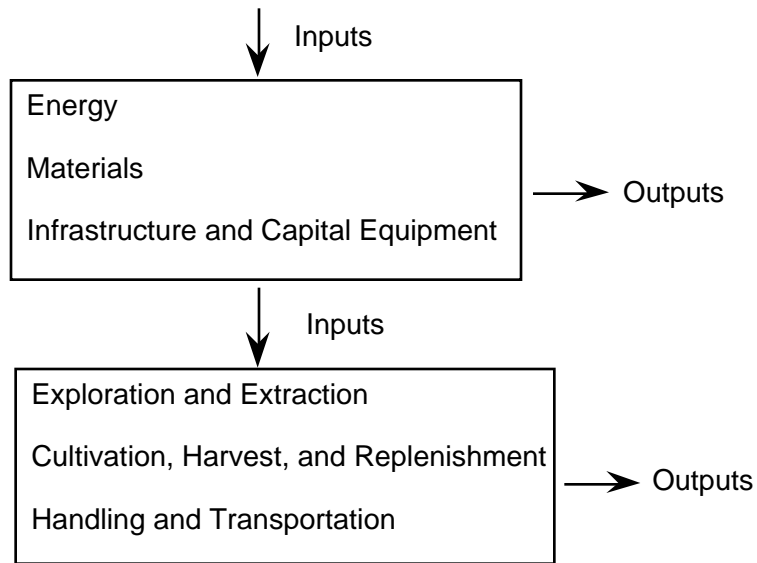 Inputs
Energy
Materials
Infrastructure and Capital Equipment
Outputs
Inputs
Exploration and Extraction
Cultivation, Harvest, and Replenishment
Handling and Transportation
Outputs